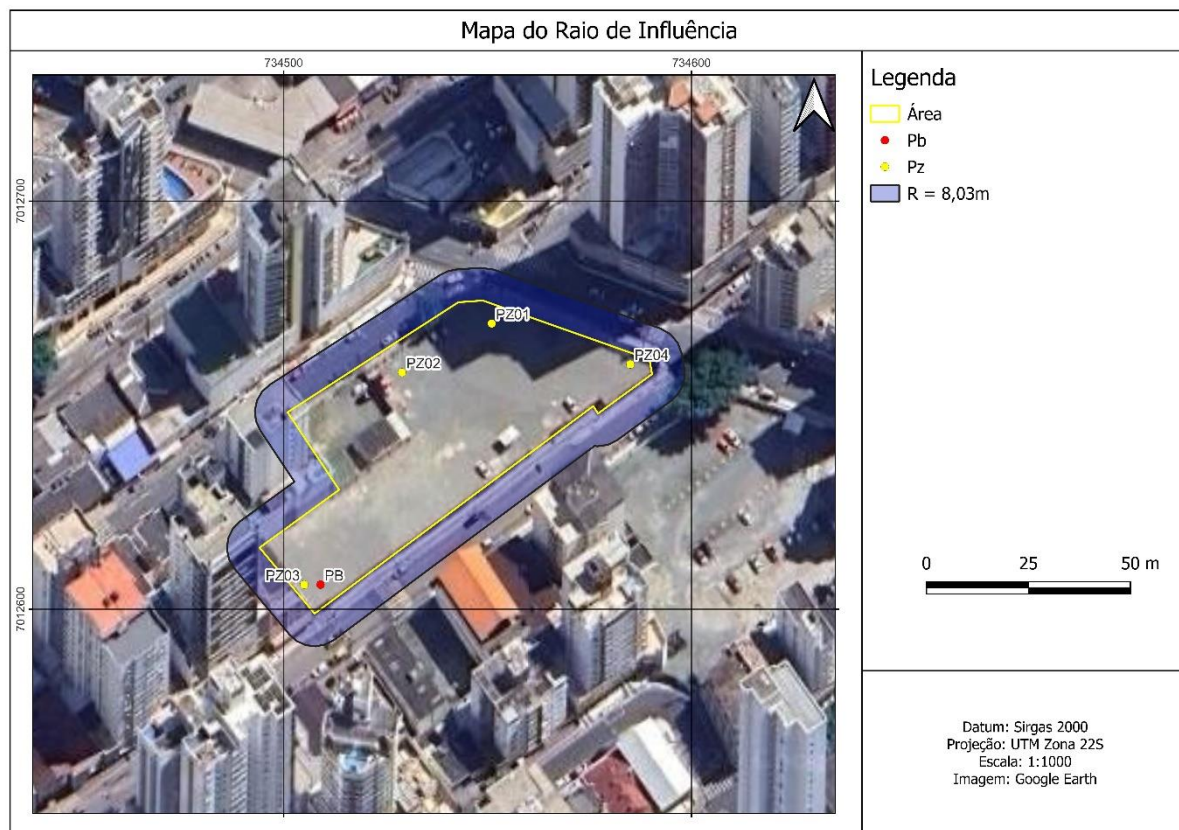 Mapa do Raio de Influência
734500
734600
7012700
7012600
PZ01
PZ02
PZ04
PZ03
PB
Legenda
Área
Pb
Pz
R = 8,03m
0
25
50 m
Datum: Sirgas 2000
Projeção: UTM Zona 22S
Escala: 1:1000
Imagem: Google Earth